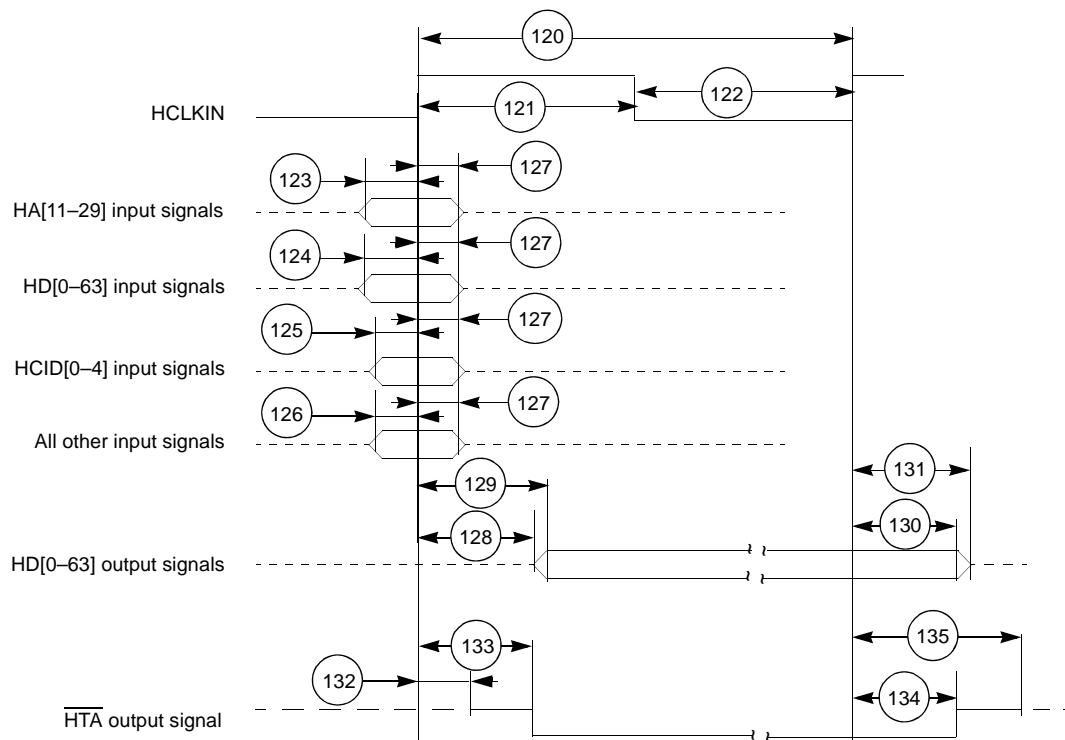 120
HCLKIN
121
122
123
127
HA[11–29] input signals
124
127
HD[0–63] input signals
125
127
HCID[0–4] input signals
126
127
All other input signals
129
131
128
130
HD[0–63] output signals
133
135
132
134
HTA output signal